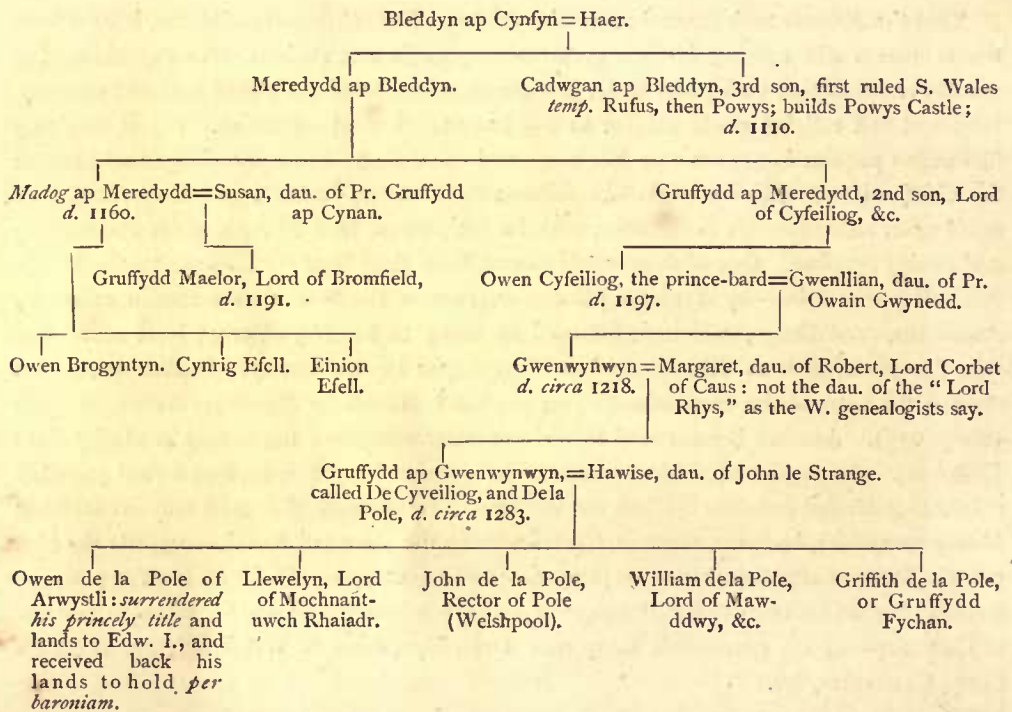 Bleddyn ap Cynfyn = Haer.
Meredydd ap Bleddyn.
Cadwgan ap Bleddyn, 3rd son, first ruled S. Wales
temp. Rufus, then Powys; builds Powys Castle;
d. 1110.
Madog ap Meredydd = Susan, dau. of Pr. Gruffydd
d. 1160. ap Cynan.
Gruffydd ap Meredydd, 2nd son, Lord
of Cyfeiliog, &c.
Gruffydd Maelor, Lord of Bromfield,
d. 1191.
Owen Cyfeiliog, the prince-bard = Gwenllian, dau. of Pr.
d. 1197. Owain Gwynedd.
Owen Brogyntyn.
Cynrig Efell.
Einion
Efell.
Gwenwynwyn = Margaret, dau. of Robert, Lord Corbet
d. circa 1218. of Caus: not the dau. of the "Lord
Rhys," as the W. genealogists say.
Gruffydd ap Gwenwynwyn, = Hawise, dau. of John le Strange.
called De Cyveiliog, and De la
Pole, d. circa 1283.
Owen de la Pole of
Arwystli: surrendered
his princely title and
lands to Edw. I., and
received back his
lands to hold per
baroniam.
Llewelyn, Lord
of Mochnant-
uwch Rhaiadr.
John de la Pole,
Rector of Pole
(Welshpool).
William de la Pole,
Lord of Maw-
ddwy, &c.
Griffith de la Pole,
or Gruffydd
Fychan.